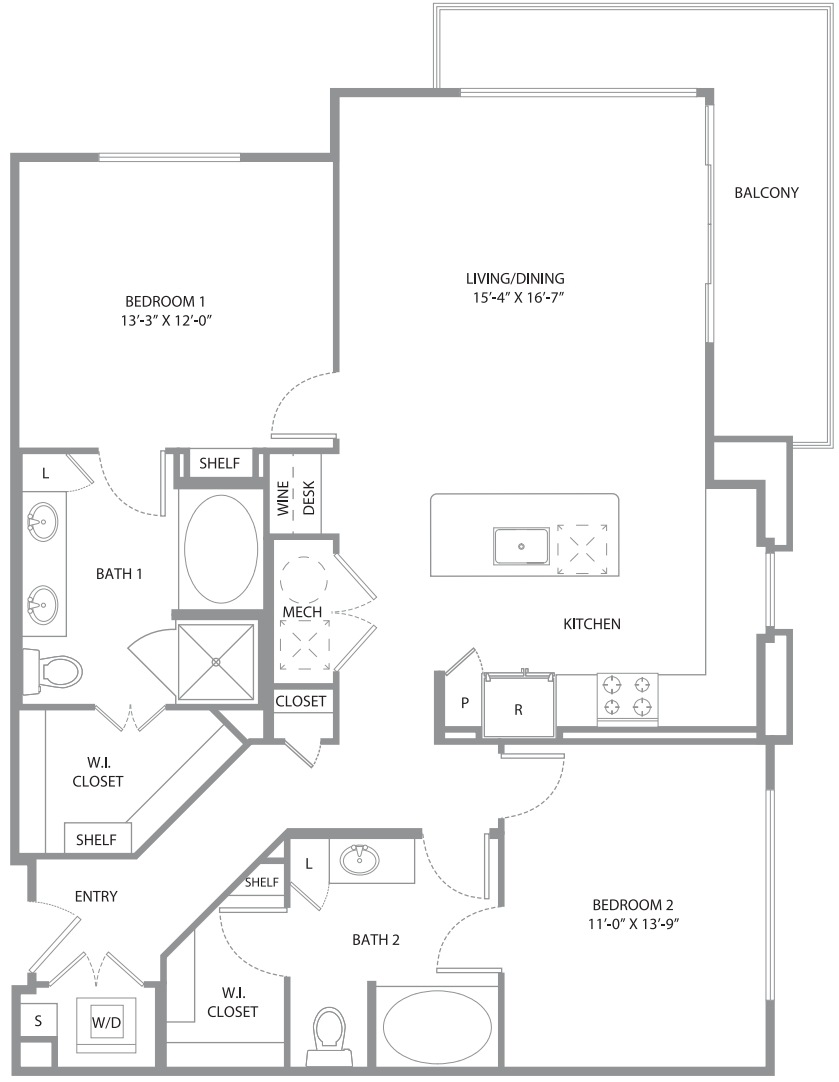 BALCONY
LIVING/DINING
15’-4” X 16’-7”
BEDROOM 1
13’-3” X 12’-0”
L
SHELF
WINE
DESK
BATH 1
MECH
KITCHEN
CLOSET
P
R
W.I.
CLOSET
SHELF
ENTRY
L
SHELF
BEDROOM 2
11’-0” X 13’-9”
BATH 2
W.I.
CLOSET
S
W/D